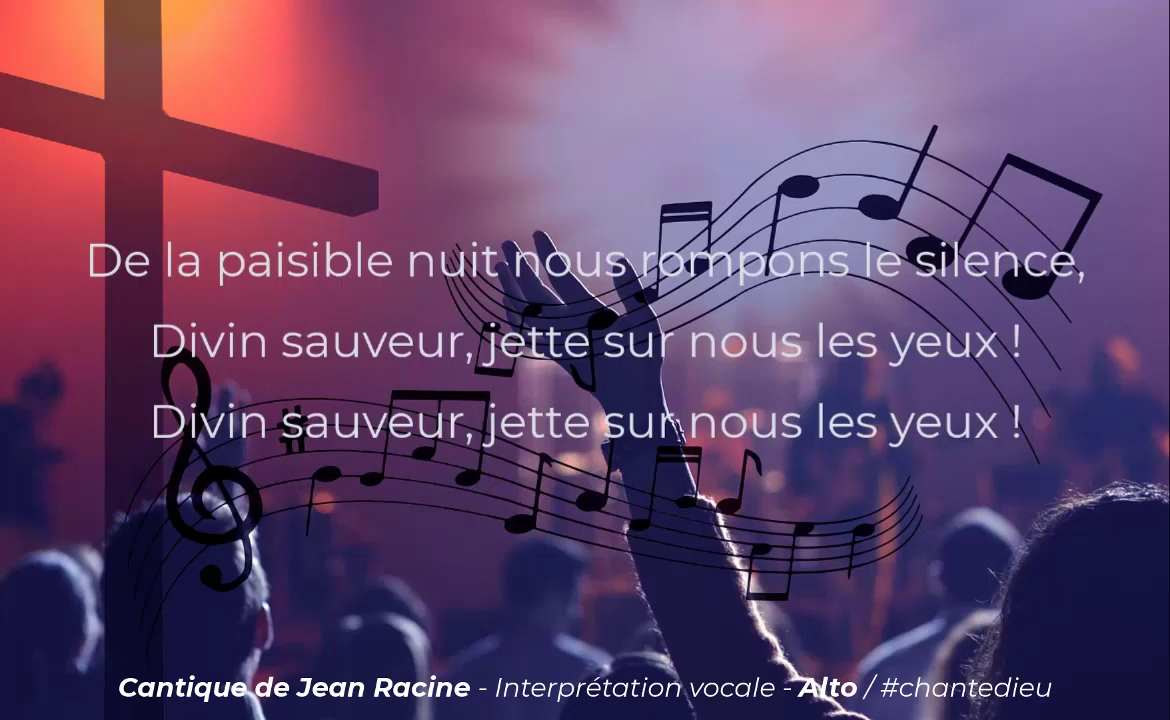 De la paisible nuit nous rompons le silence,
Divin sauveur, jette sur nous les yeux !
Divin sauveur, jette sur nous les yeux !
Cantique de Jean Racine - Interprétation vocale - Alto / #chantedieu